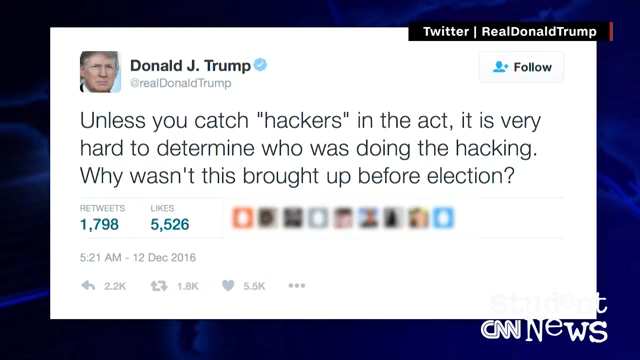 Twitter | RealDonaldTrump
Donald J. Trump
@realDonaldTrump
Follow
Unless you catch "hackers" in the act, it is very
hard to determine who was doing the hacking.
Why wasn't this brought up before election?
RETWEETS LIKES
1,798 5,526
5:21 AM - 12 Dec 2016
2.2K 1.8K 5.5K
student
CNN News